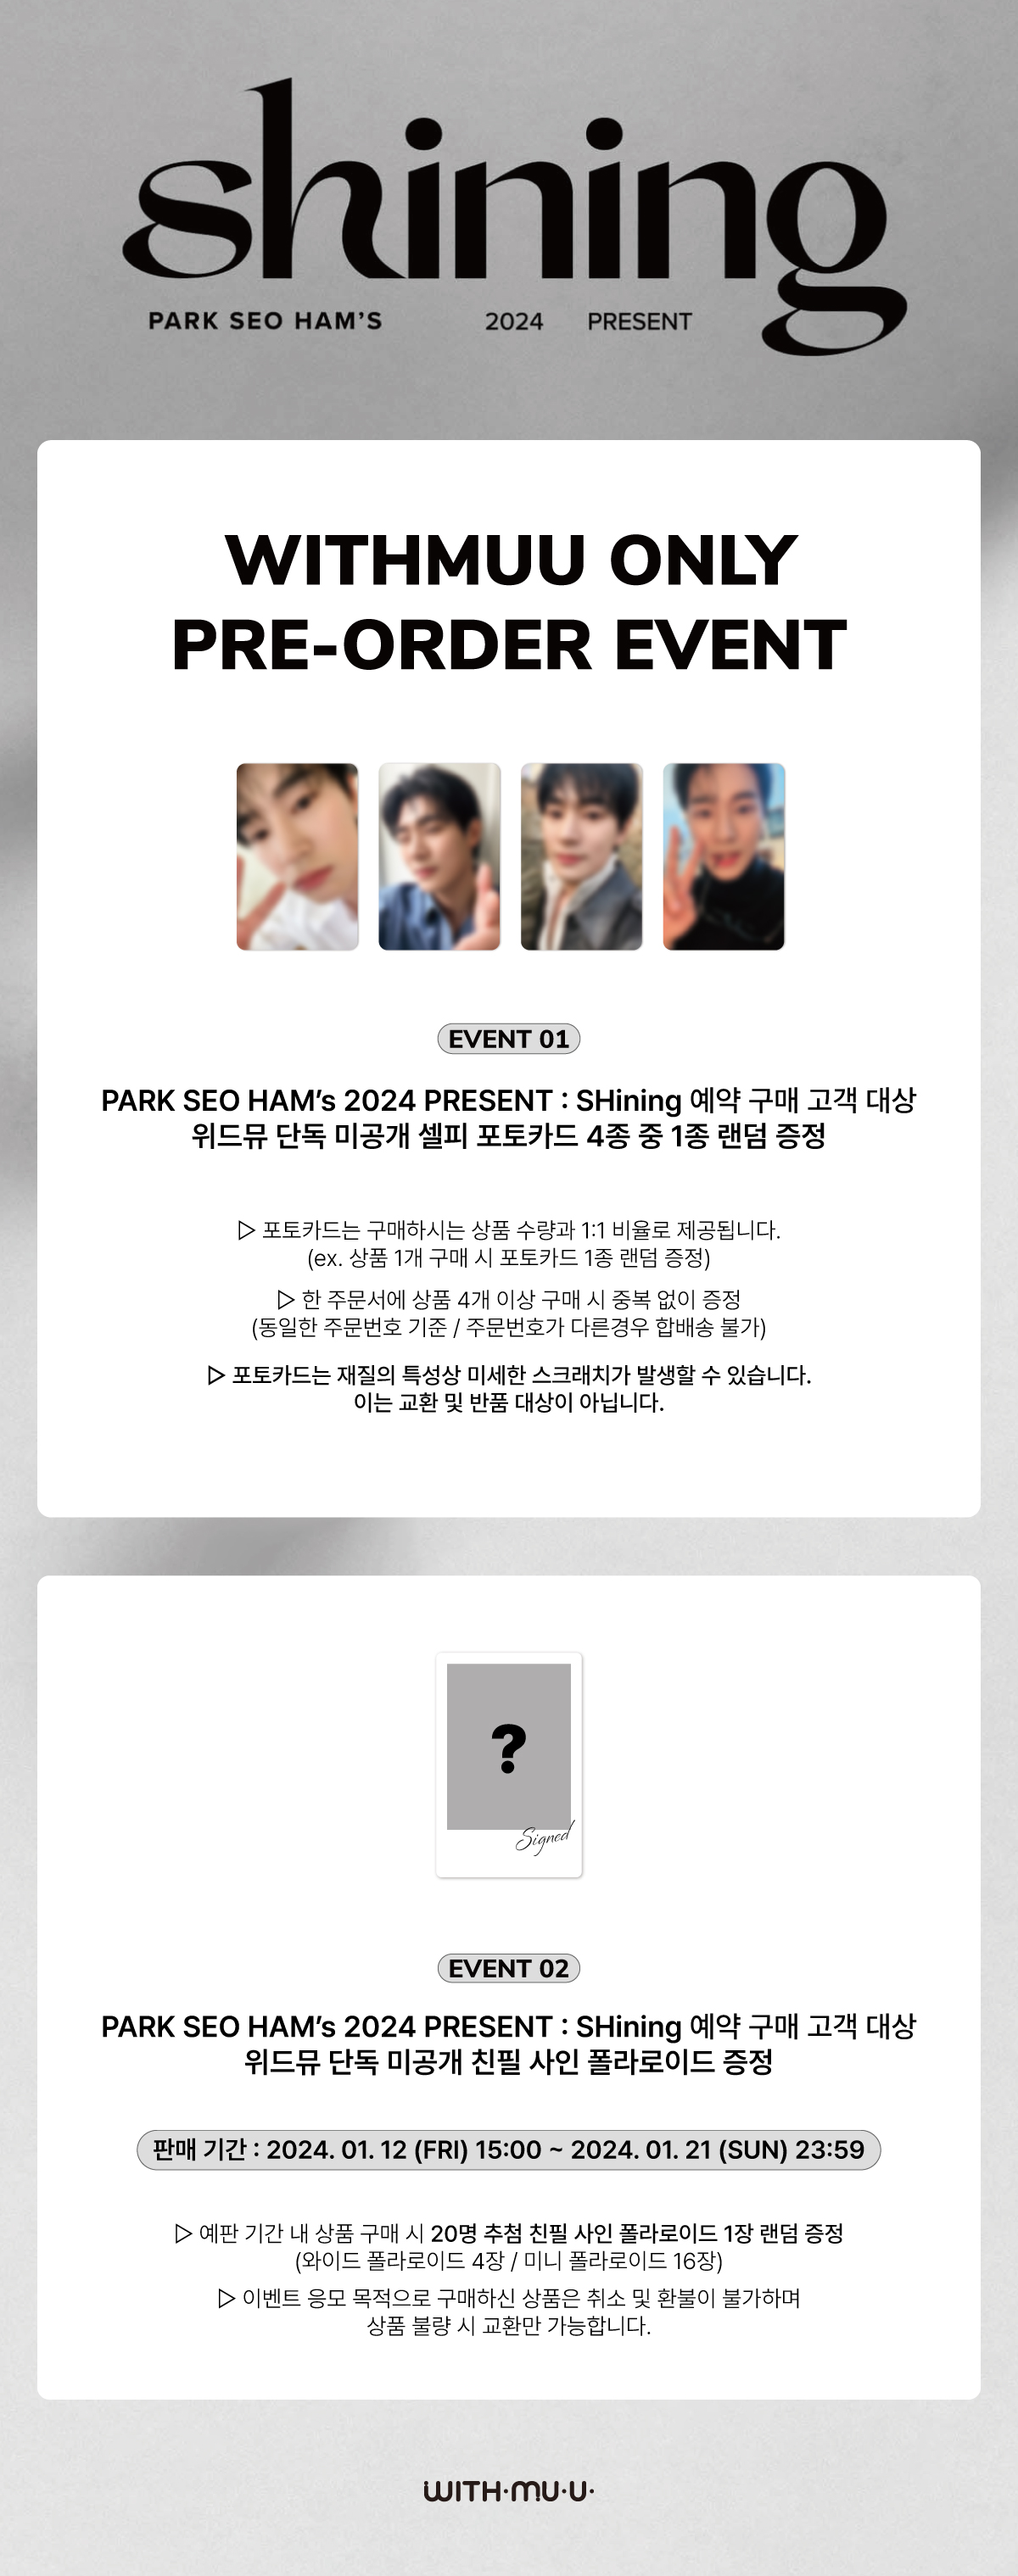 shining
PARK SEO HAM'S 2024 PRESENT
WITHMUU ONLY
PRE-ORDER EVENT
EVENT 01
PARK SEO HAM's 2024 PRESENT : SHining 예약 구매 고객 대상
위드뮤 단독 미공개 셀피 포토카드 4종 중 1종 랜덤 증정
▷ 포토카드는 구매하시는 상품 수량과 1:1 비율로 제공됩니다.
(ex. 상품 1개 구매 시 포토카드 1종 랜덤 증정)
▷ 한 주문서에 상품 4개 이상 구매 시 중복 없이 증정
(동일한 주문번호 기준 / 주문번호가 다른경우 합배송 불가)
▷ 포토카드는 재질의 특성상 미세한 스크래치가 발생할 수 있습니다.
이는 교환 및 반품 대상이 아닙니다.
?
Signed
EVENT 02
PARK SEO HAM's 2024 PRESENT : SHining 예약 구매 고객 대상
위드뮤 단독 미공개 친필 사인 폴라로이드 증정
판매 기간 : 2024. 01. 12 (FRI) 15:00 ~ 2024. 01. 21 (SUN) 23:59
▷ 예판 기간 내 상품 구매 시 20명 추첨 친필 사인 폴라로이드 1장 랜덤 증정
(와이드 폴라로이드 4장 / 미니 폴라로이드 16장)
▷ 이벤트 응모 목적으로 구매하신 상품은 취소 및 환불이 불가하며
상품 불량 시 교환만 가능합니다.
WITH·MU·U·